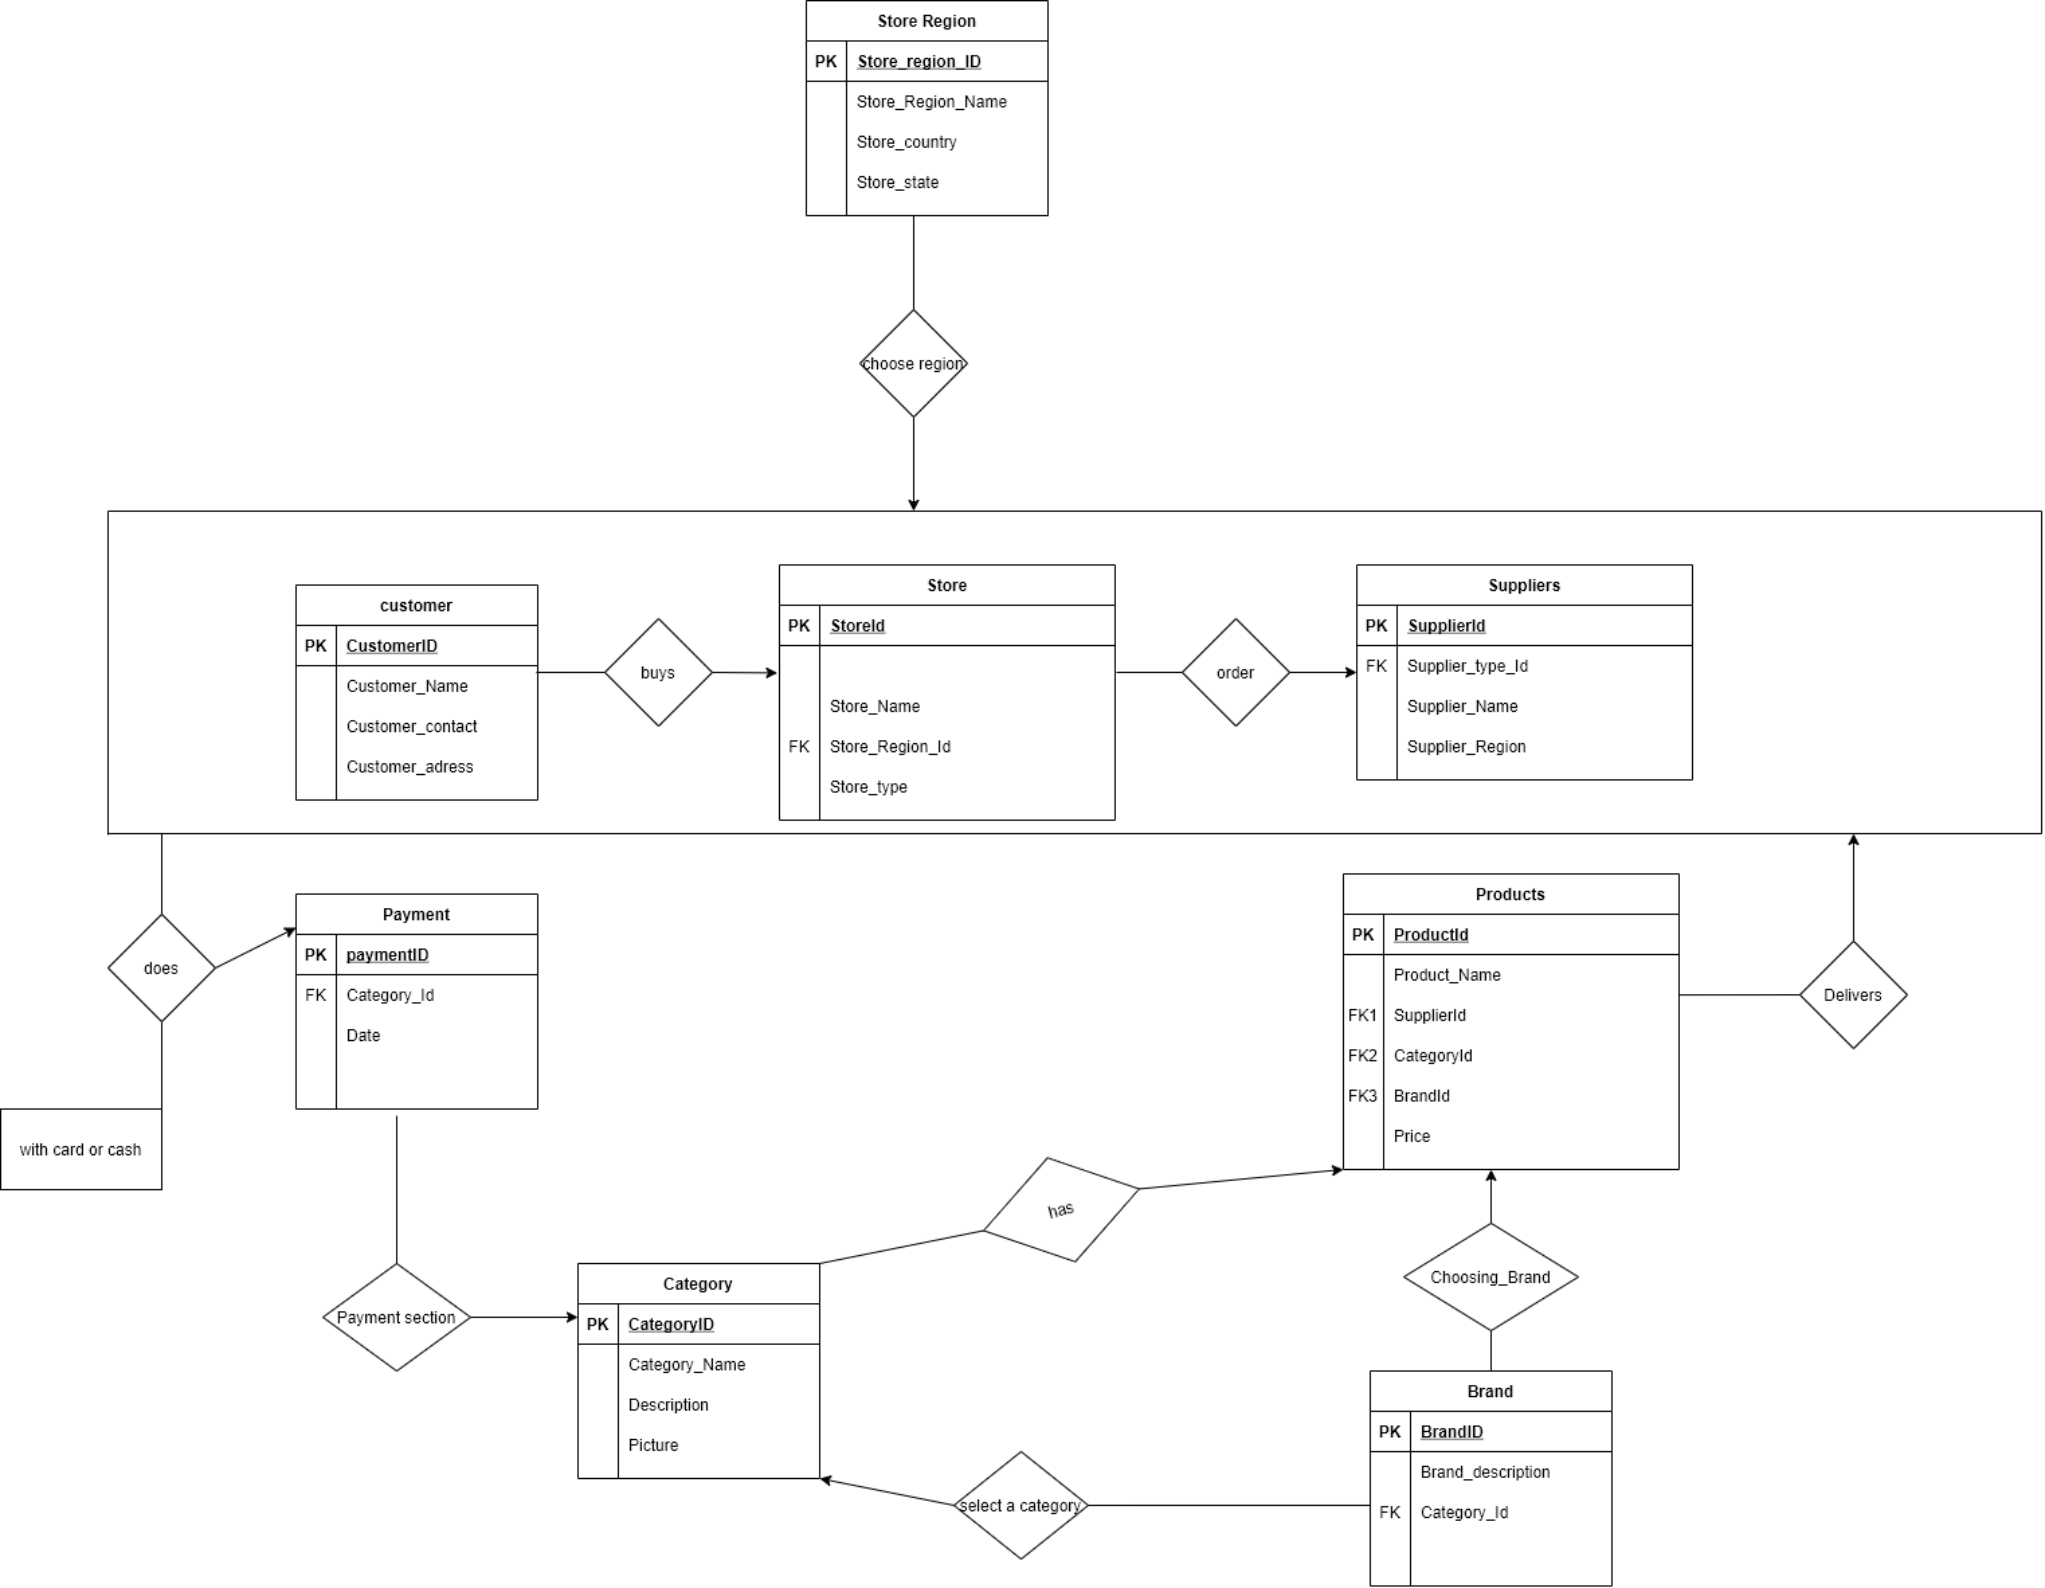 Store Region
PK Store_region_ID
Store_Region_Name
Store_country
Store_state
choose region
customer
PK CustomerID
Customer_Name
Customer_contact
Customer_adress
buys
Store
PK StoreId
Store_Name
FK Store_Region_Id
Store_type
order
Suppliers
PK SupplierId
FK Supplier_type_Id
Supplier_Name
Supplier_Region
does
with card or cash
Payment
PK paymentID
FK Category_Id
Date
Products
PK ProductId
Product_Name
FK1 SupplierId
FK2 CategoryId
FK3 BrandId
Price
Delivers
has
Payment section
Category
PK CategoryID
Category_Name
Description
Picture
Choosing_Brand
select a category
Brand
PK BrandID
Brand_description
FK Category_Id